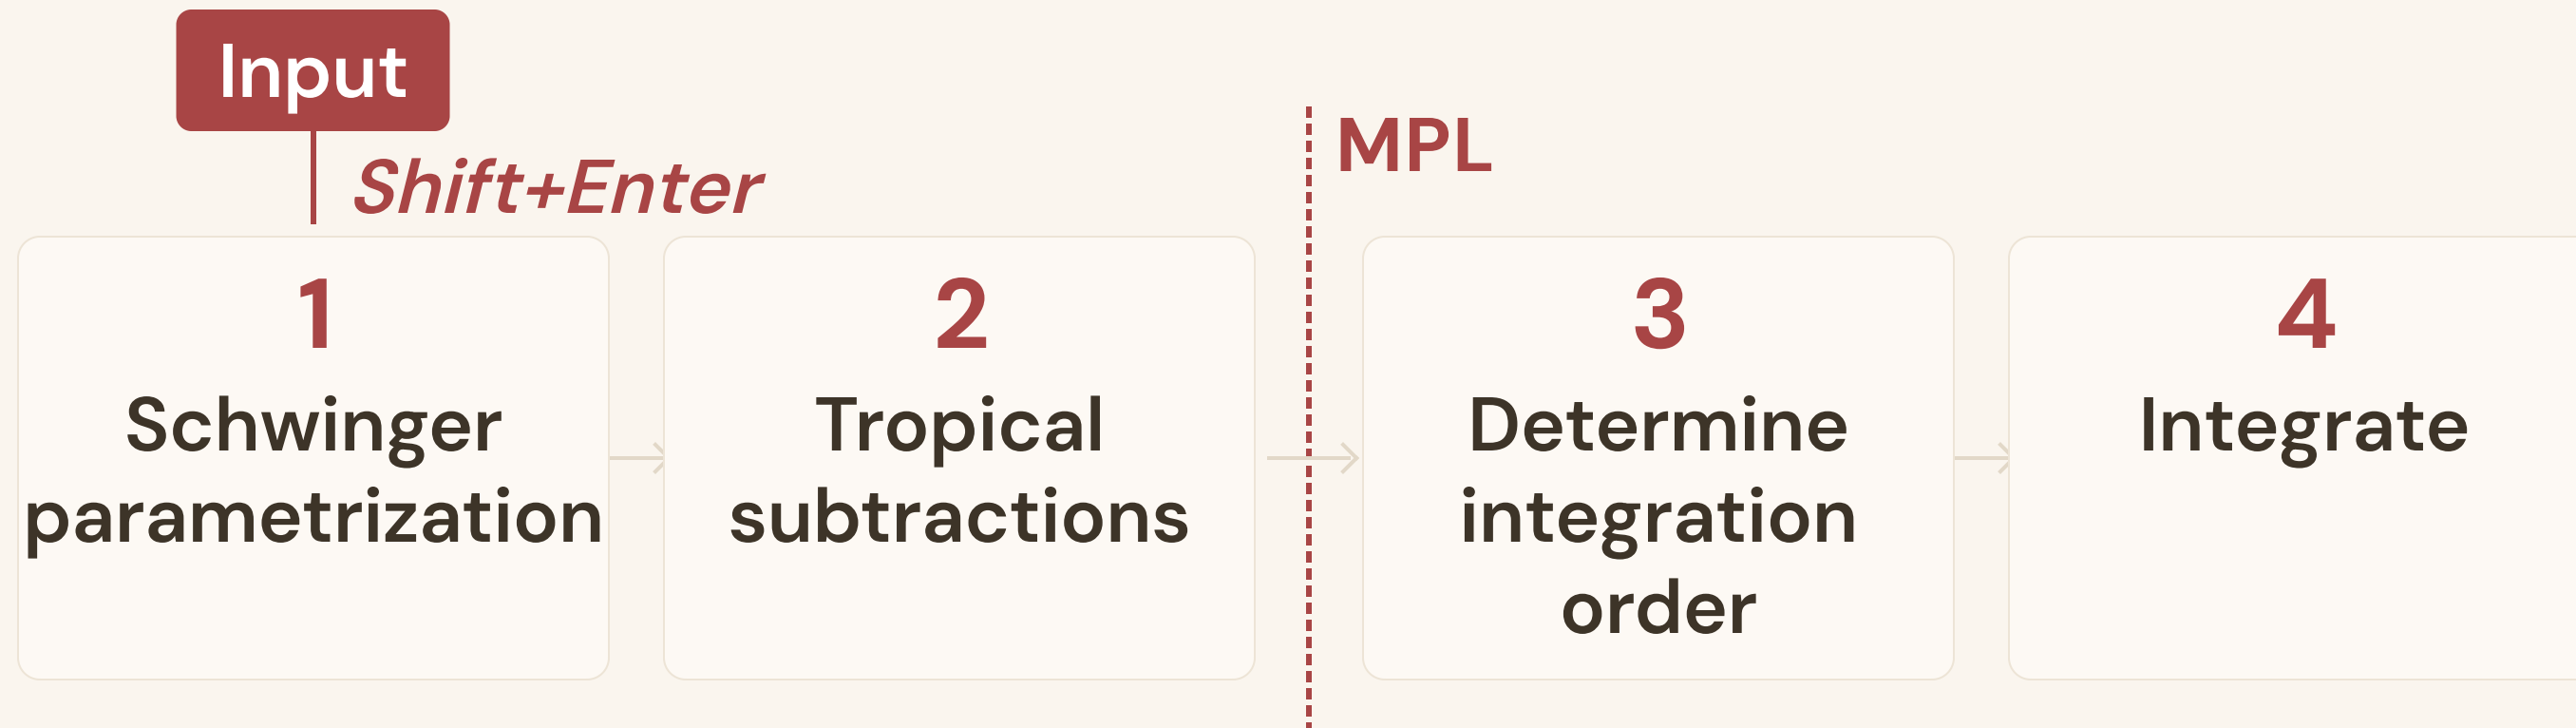 Input
Shift+Enter
MPL
1
Schwinger
parametrization
2
Tropical
subtractions
3
Determine
integration
order
4
Integrate